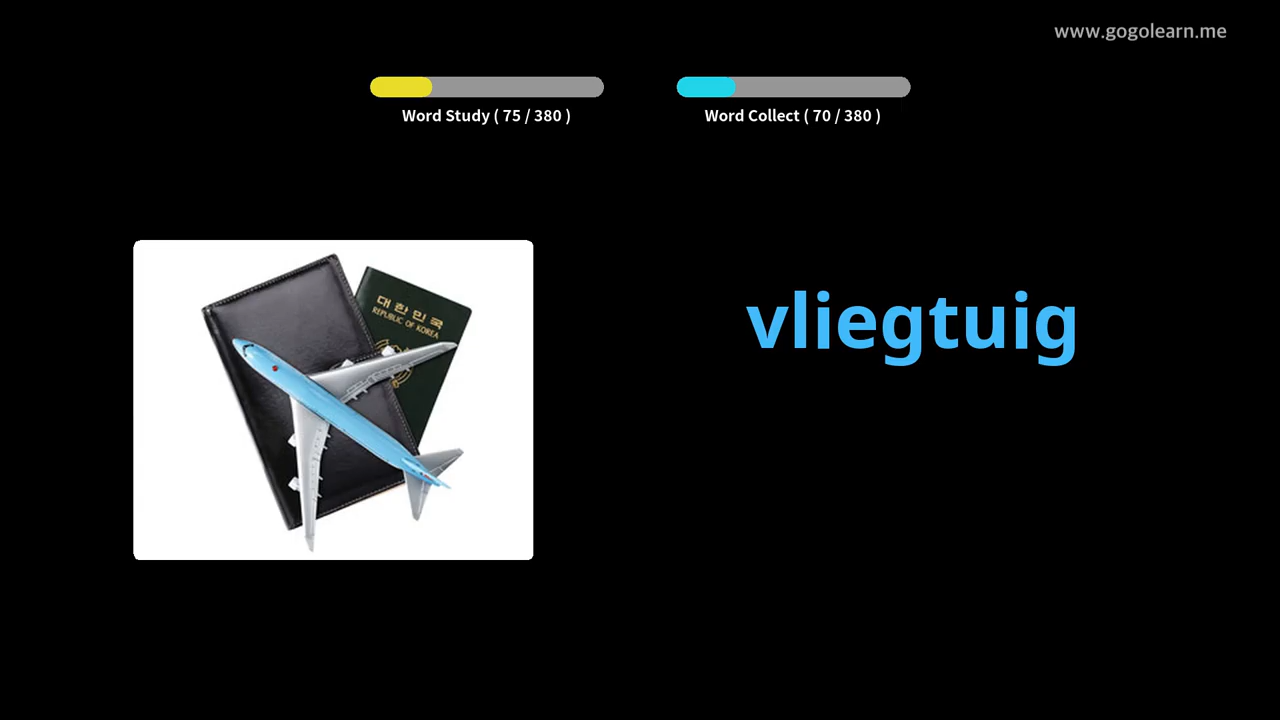 www.gogolearn.me
Word Study ( 75 / 380 )
Word Collect ( 70 / 380 )
대한민국
REPUBLIC OF KOREA
vliegtuig